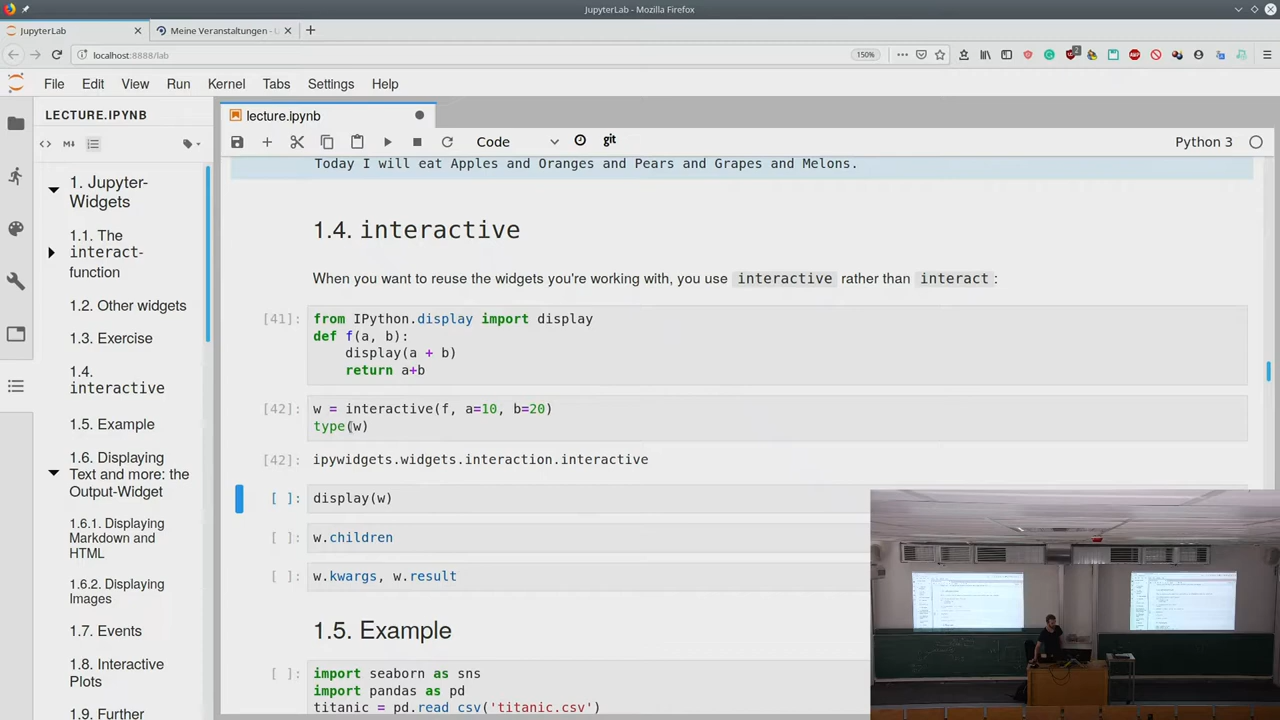 JupyterLab - Mozilla Firefox
JupyterLab
Meine Veranstaltungen -
localhost:8888/lab
150%
2
File Edit View Run Kernel Tabs Settings Help
LECTURE.IPYNB
1. Jupyter-
Widgets
1.1. The
interact-
function
1.2. Other widgets
1.3. Exercise
1.4.
interactive
1.5. Example
1.6. Displaying
Text and more: the
Output-Widget
1.6.1. Displaying
Markdown and
HTML
1.6.2. Displaying
Images
1.7. Events
1.8. Interactive
Plots
1.9. Further
lecture.ipynb
Code
git
Python 3
Today I will eat Apples and Oranges and Pears and Grapes and Melons.
1.4. interactive
When you want to reuse the widgets you're working with, you use interactive rather than interact :
[41]: from IPython.display import display
def f(a, b):
display(a + b)
return a+b
[42]: w = interactive(f, a=10, b=20)
type(w)
[42]: ipywidgets.widgets.interaction.interactive
[ ]: display(w)
[ ]: w.children
[ ]: w.kwargs, w.result
1.5. Example
[ ]: import seaborn as sns
import pandas as pd
titanic = pd.read_csv('titanic.csv')